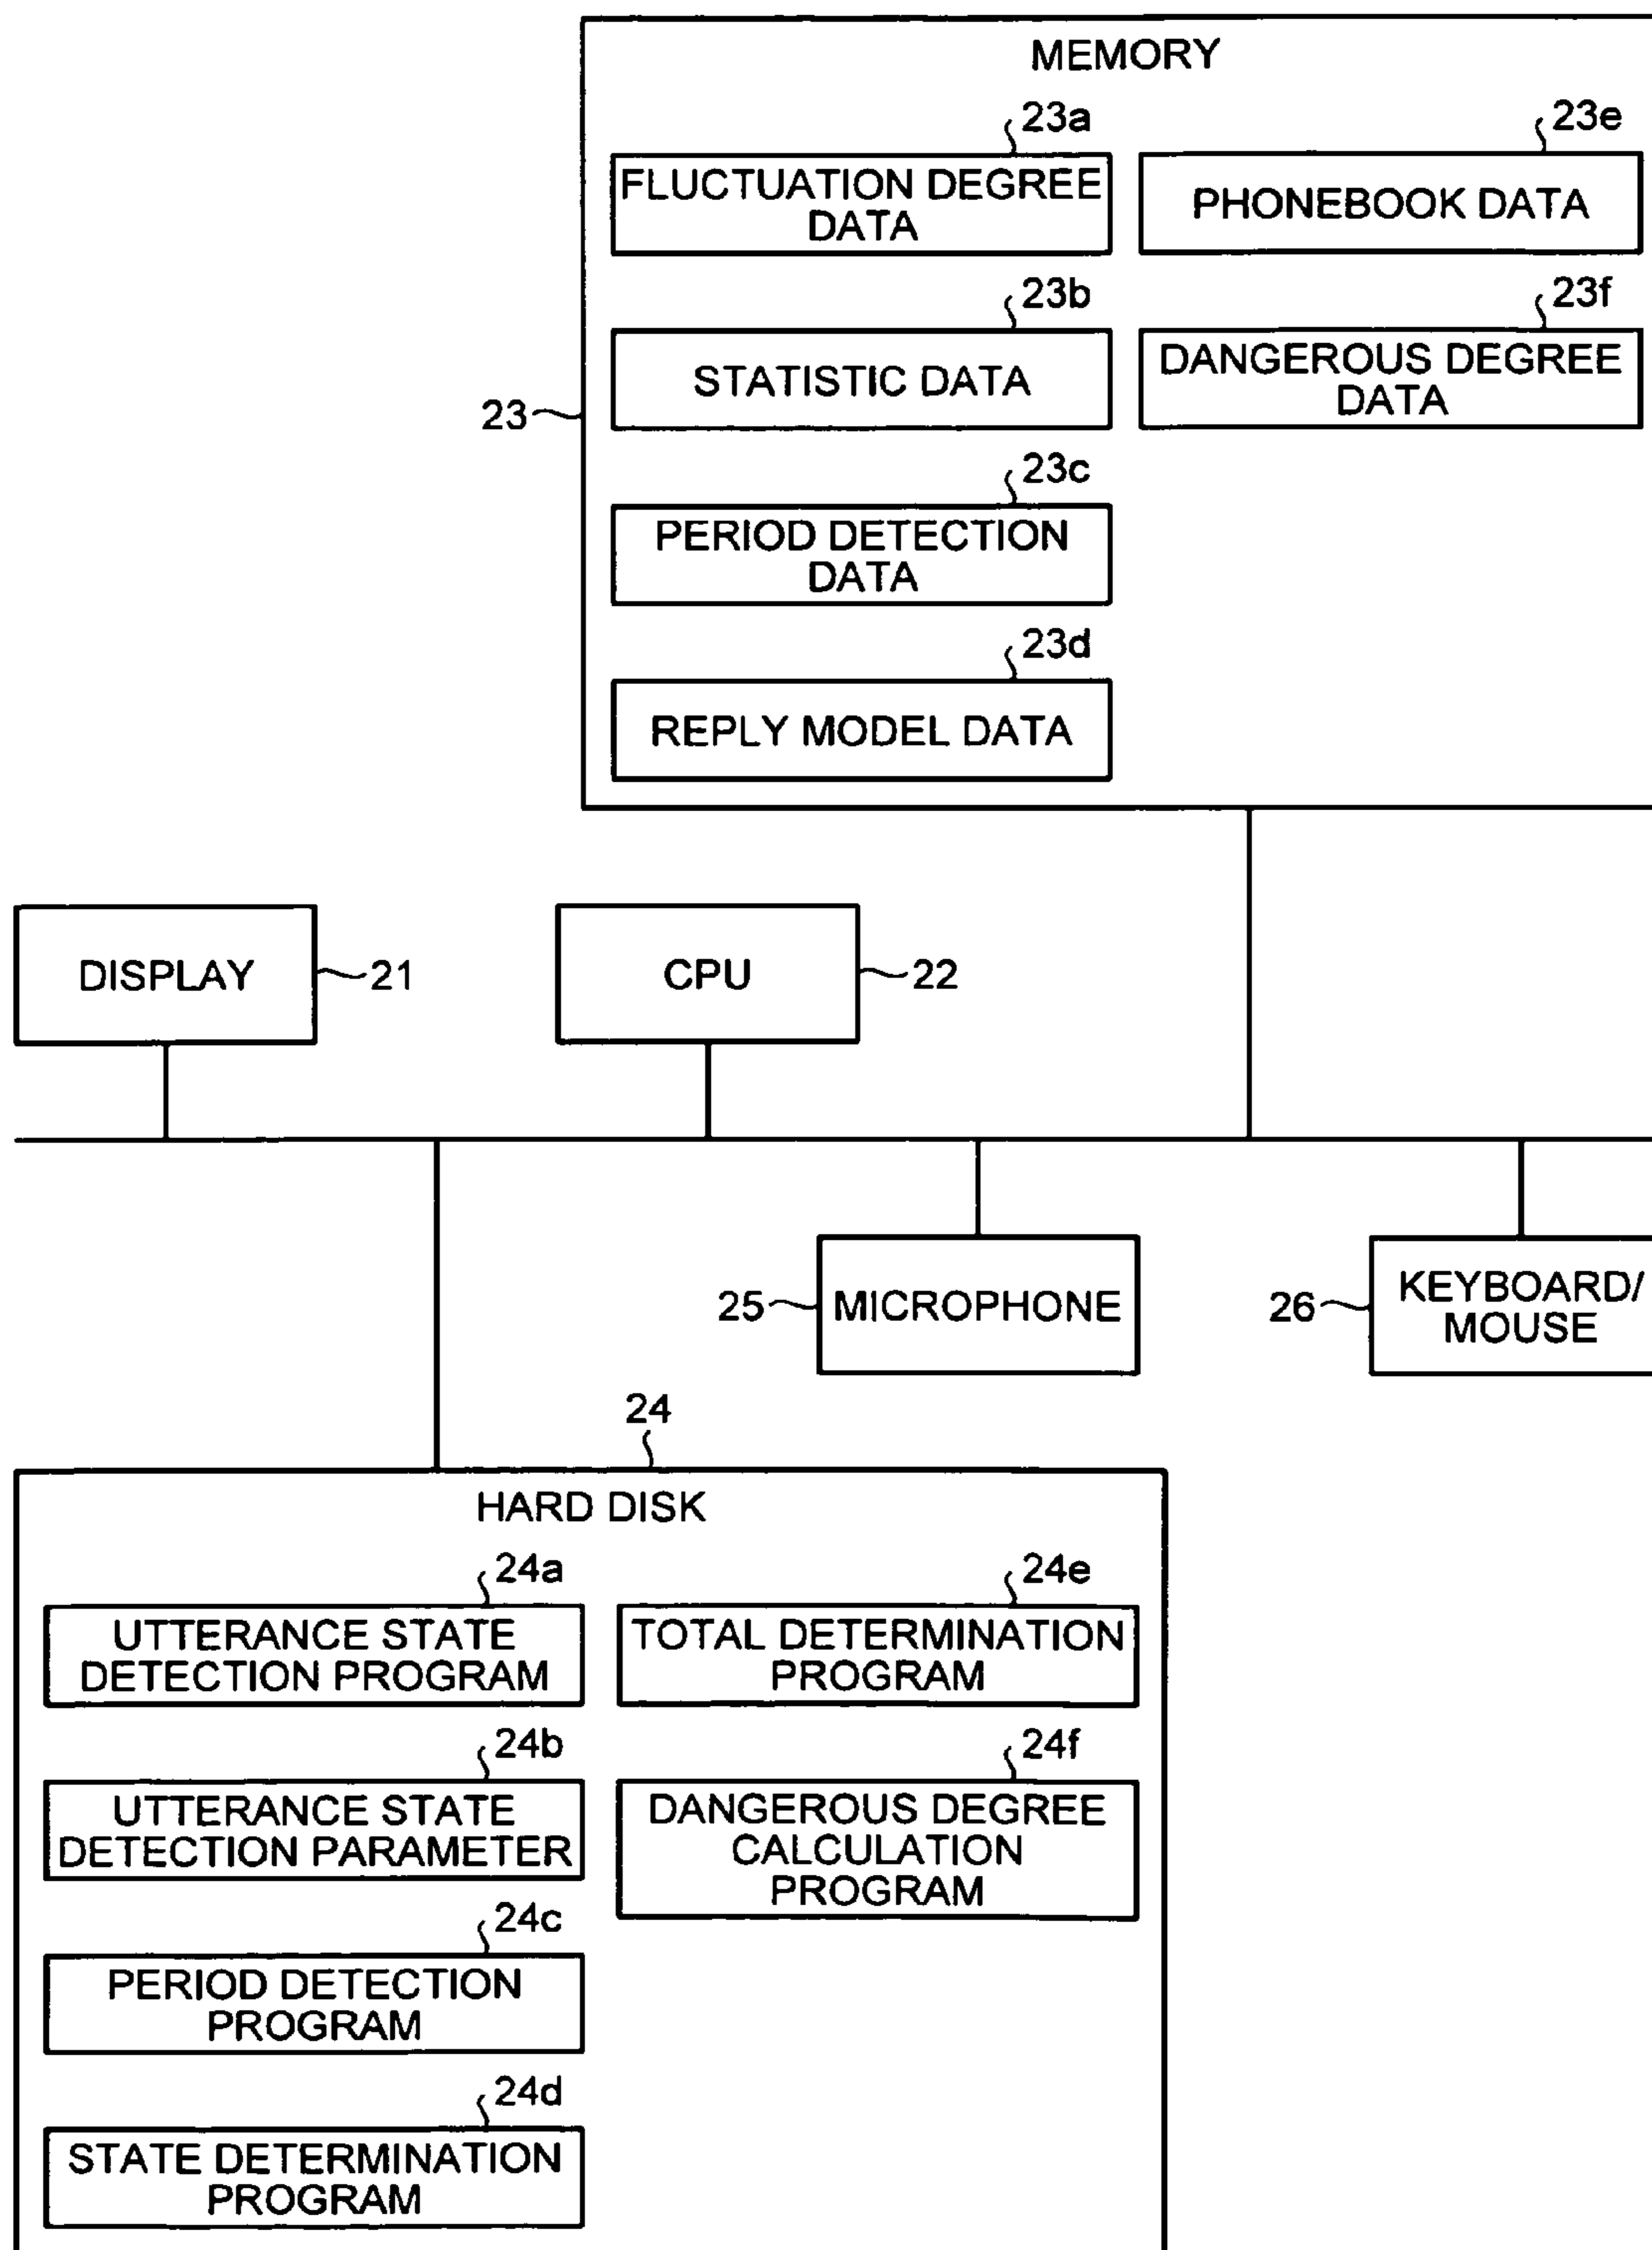 MEMORY
23a
23e
FLUCTUATION DEGREE
DATA
PHONEBOOK DATA
23b
23f
STATISTIC DATA
DANGEROUS DEGREE
DATA
23
23c
PERIOD DETECTION
DATA
23d
REPLY MODEL DATA
DISPLAY
21
CPU
22
25
MICROPHONE
26
KEYBOARD/
MOUSE
24
HARD DISK
24a
24e
UTTERANCE STATE
DETECTION PROGRAM
TOTAL DETERMINATION
PROGRAM
24b
24f
UTTERANCE STATE
DETECTION PARAMETER
DANGEROUS DEGREE
CALCULATION
PROGRAM
24c
PERIOD DETECTION
PROGRAM
24d
STATE DETERMINATION
PROGRAM